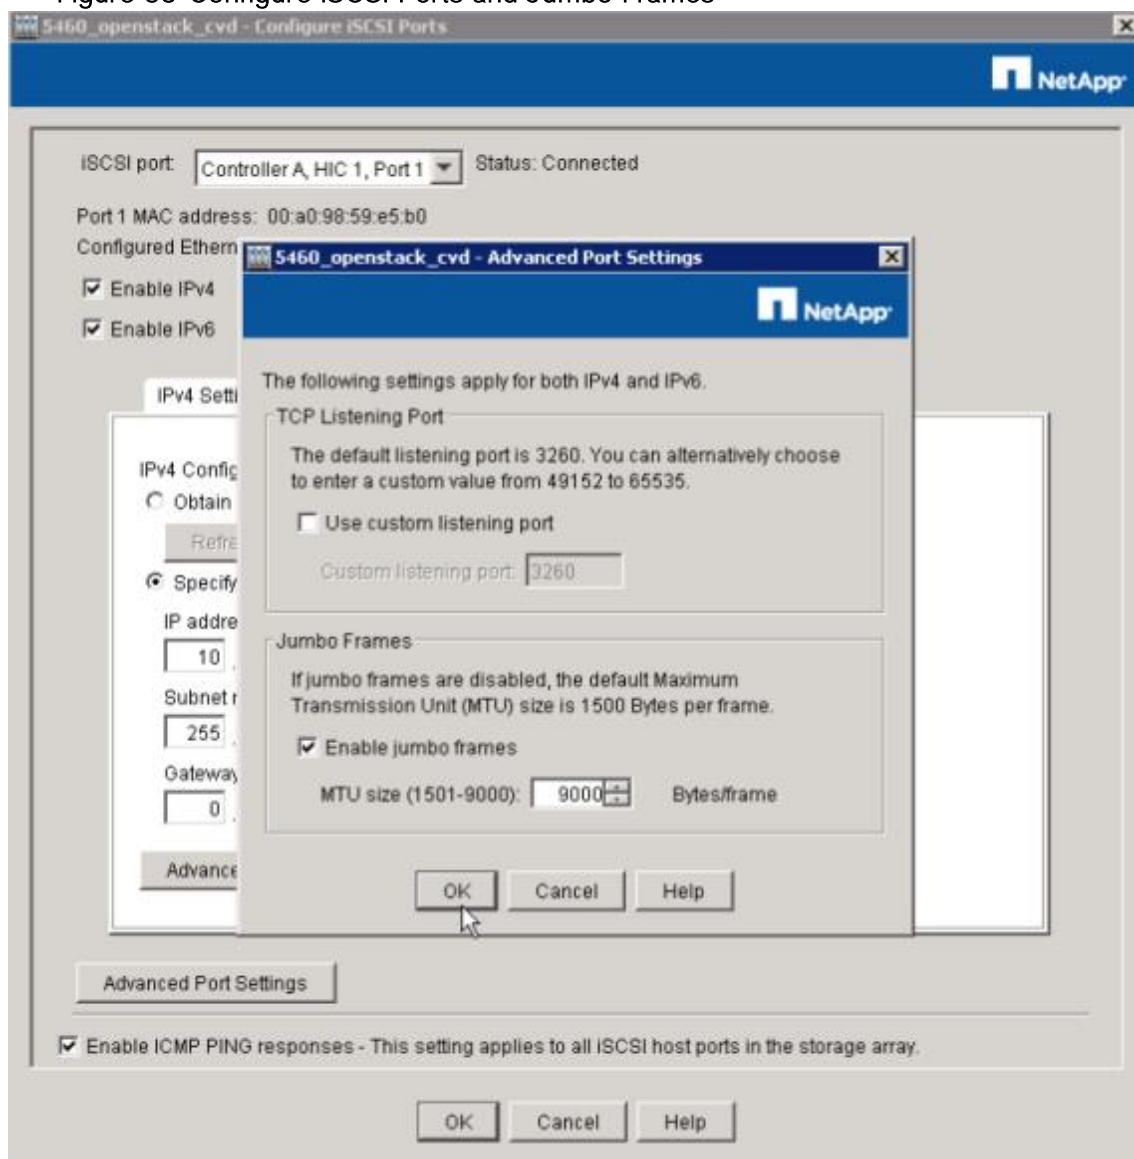 Configure iSCSI Ports and Jumbo Frames
5460_openstack_cvd - Configure iSCSI Ports
NetApp
iSCSI port: Controller A, HIC 1, Port 1 Status: Connected
Port 1 MAC address: 00:a0:98:59:e5:b0
Configured Ethern
5460_openstack_cvd - Advanced Port Settings
Enable IPv4
NetApp
Enable IPv6
The following settings apply for both IPv4 and IPv6.
IPv4 Setti
TCP Listening Port
The default listening port is 3260. You can alternatively choose
to enter a custom value from 49152 to 65535.
IPv4 Config
Obtain
Use custom listening port
Refre
Custom listening port: 3260
Specify
IP addre
Jumbo Frames
10 .
If jumbo frames are disabled, the default Maximum
Transmission Unit (MTU) size is 1500 Bytes per frame.
Subnet r
255 .
Enable jumbo frames
Gateway
MTU size (1501-9000): 9000 Bytes/frame
0 .
Advance
OK Cancel Help
Advanced Port Settings
Enable ICMP PING responses - This setting applies to all iSCSI host ports in the storage array.
OK Cancel Help